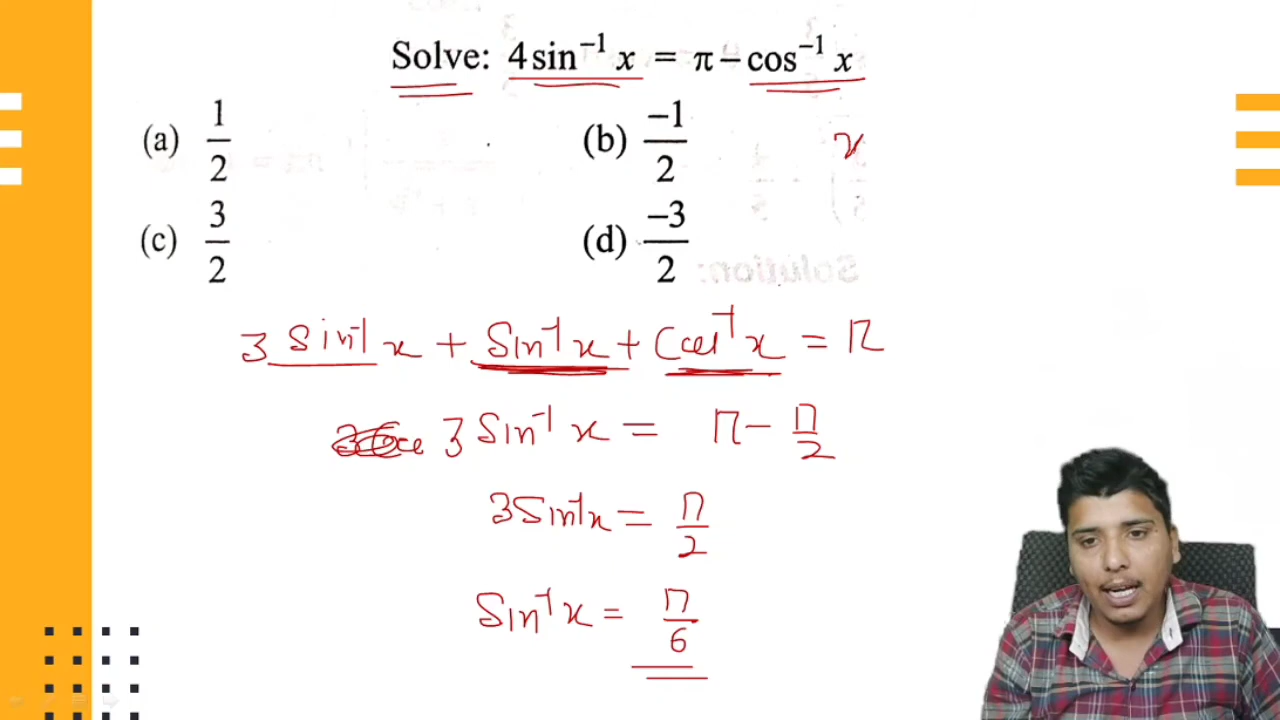 Solve: 4 sin⁻¹ x = π − cos⁻¹ x
(a) 1/2 (b) −1/2 x
(c) 3/2 (d) −3/2
3 Sin⁻¹ x + Sin⁻¹ x + Cos⁻¹ x = π
3 Sin⁻¹ x = π − π/2
3 Sin⁻¹ x = π/2
Sin⁻¹ x = π/6